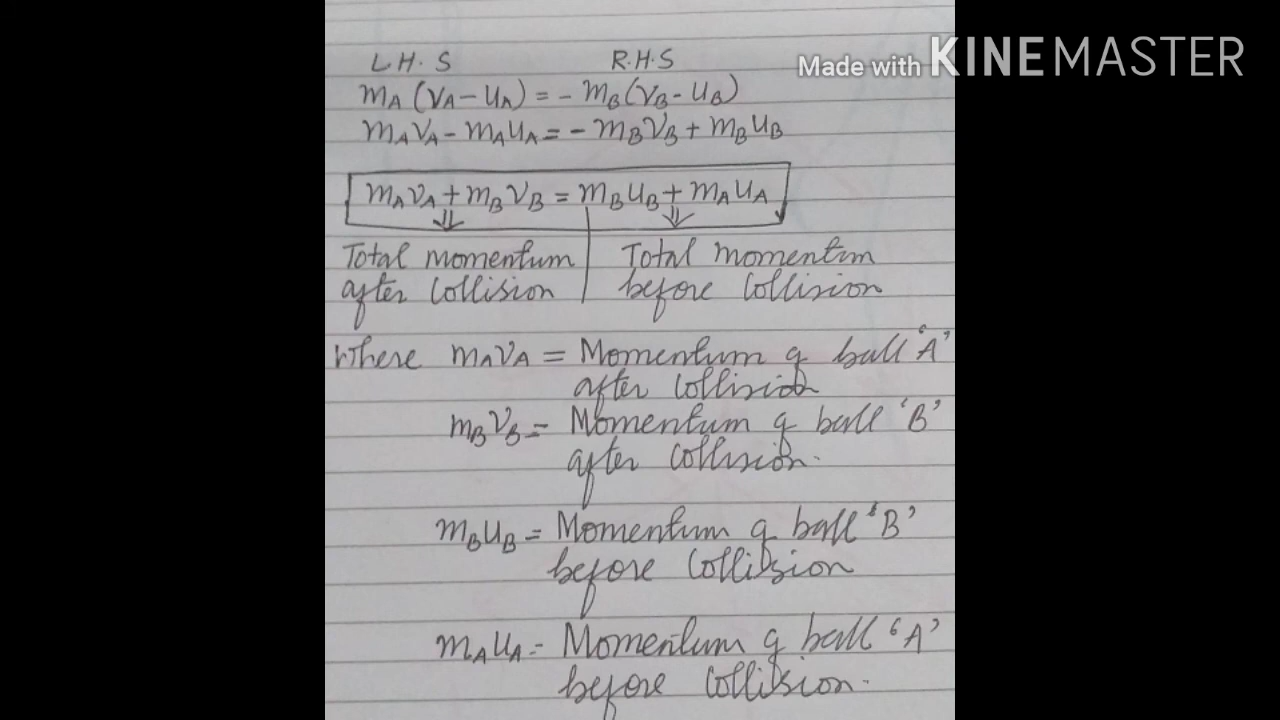 Made with KINEMASTER
L.H.S R.H.S
mA (vA - uA) = - mB (vB - uB)
mAvA - mAuA = - mBvB + mBuB
mAvA + mBvB = mBuB + mAuA
⇓ ⇓
Total momentum Total momentum
after Collision before Collision
Where mAvA = Momentum of ball 'A'
after Collision
mBvB = Momentum of ball 'B'
after Collision.
mBuB = Momentum of ball 'B'
before Collision
mAuA = Momentum of ball 'A'
before Collision.